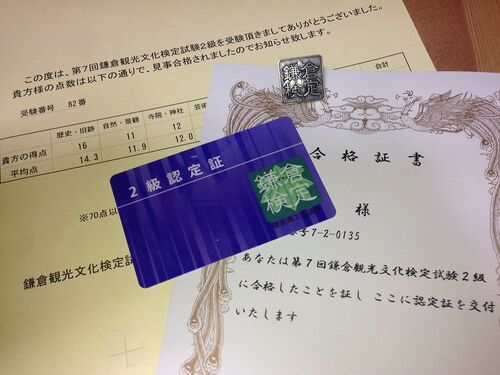 この度は、第7回鎌倉観光文化検定試験2級を受験頂きましてありがとうございました。
貴方様の点数は以下の通りで、見事合格されましたのでお知らせ致します。
受験番号 82番
歴史・旧跡 自然・景観 寺院・神社 芸術 合計
貴方の得点 16 11 12
平均点 14.3 11.9 12.0
※70点以
鎌倉観光文化検定試
鎌倉
検定
2級認定証
鎌倉
検定
合格証書
様
号7-2-0135
あなたは第7回鎌倉観光文化検定試験2級
に合格したことを証し ここに認定証を交付
いたします